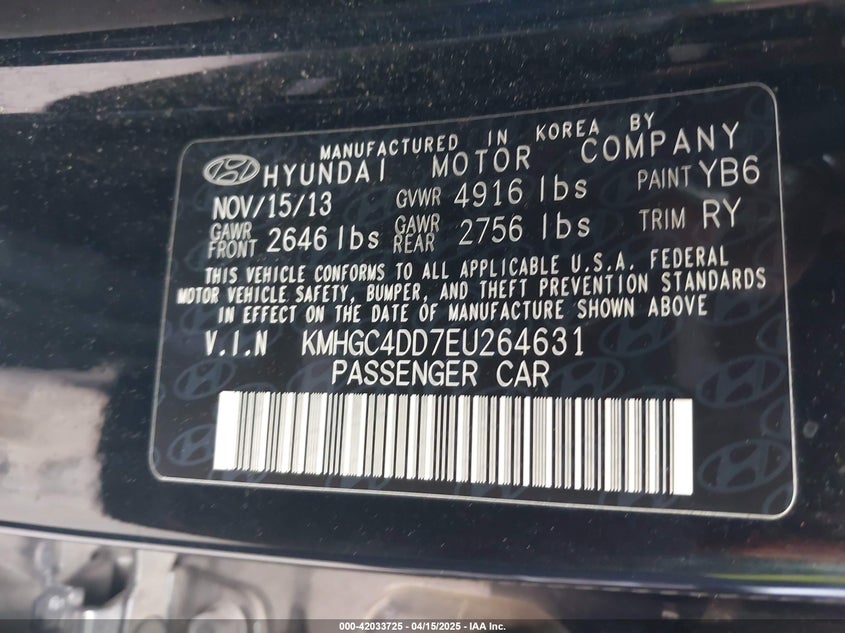 MANUFACTURED IN KOREA BY
HYUNDAI MOTOR COMPANY
NOV/15/13 GVWR 4916 lbs PAINT YB6
GAWR FRONT 2646 lbs GAWR REAR 2756 lbs TRIM RY
THIS VEHICLE CONFORMS TO ALL APPLICABLE U.S.A. FEDERAL
MOTOR VEHICLE SAFETY, BUMPER, AND THEFT PREVENTION STANDARDS
IN EFFECT ON THE DATE OF MANUFACTURE SHOWN ABOVE
V.I.N KMHGC4DD7EU264631
PASSENGER CAR
000-42033725 - 04/15/2025 - IAA Inc.